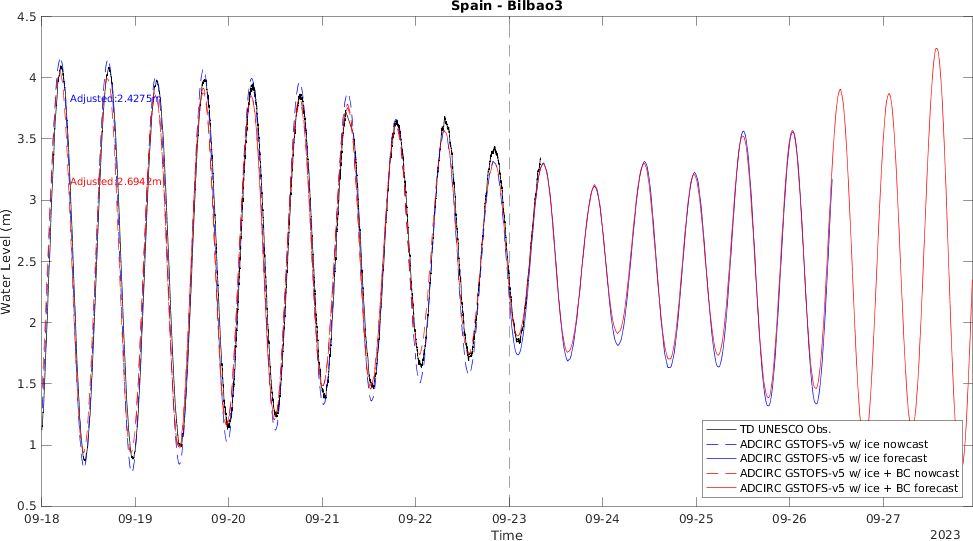 Spain - Bilbao3
4.5
4
3.5
3
2.5
2
1.5
1
0.5
Water Level (m)
Adjusted:2.4275m
Adjusted:2.6942m
TD UNESCO Obs.
ADCIRC GSTOFS-v5 w/ ice nowcast
ADCIRC GSTOFS-v5 w/ ice forecast
ADCIRC GSTOFS-v5 w/ ice + BC nowcast
ADCIRC GSTOFS-v5 w/ ice + BC forecast
09-18 09-19 09-20 09-21 09-22 09-23 09-24 09-25 09-26 09-27
Time
2023